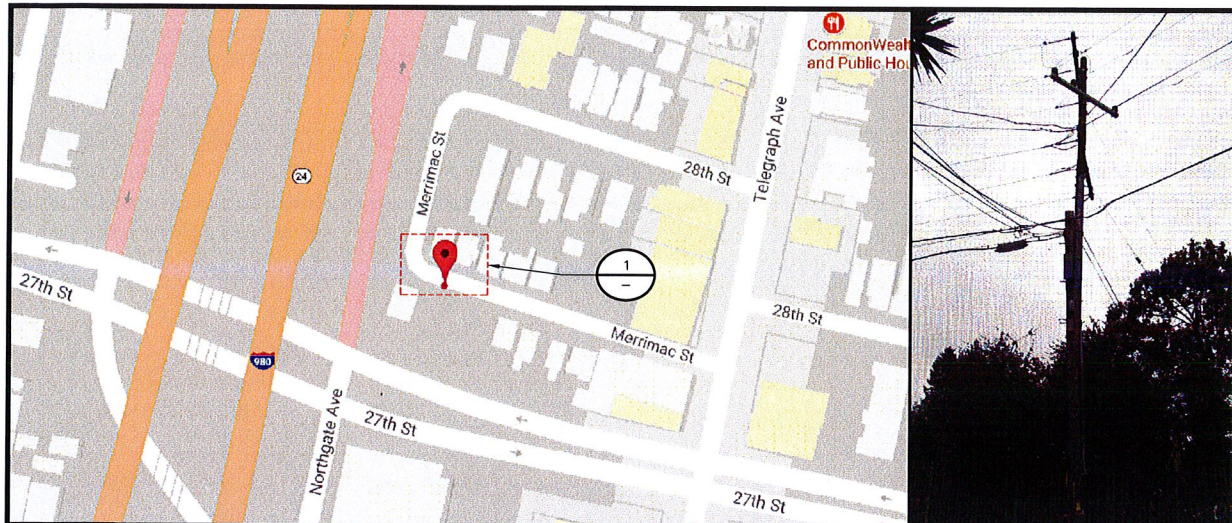 CommonWeal
and Public Hou
Merrimac St
28th St
Telegraph Ave
24
1
–
27th St
28th St
Merrimac St
980
Northgate Ave
27th St
27th St